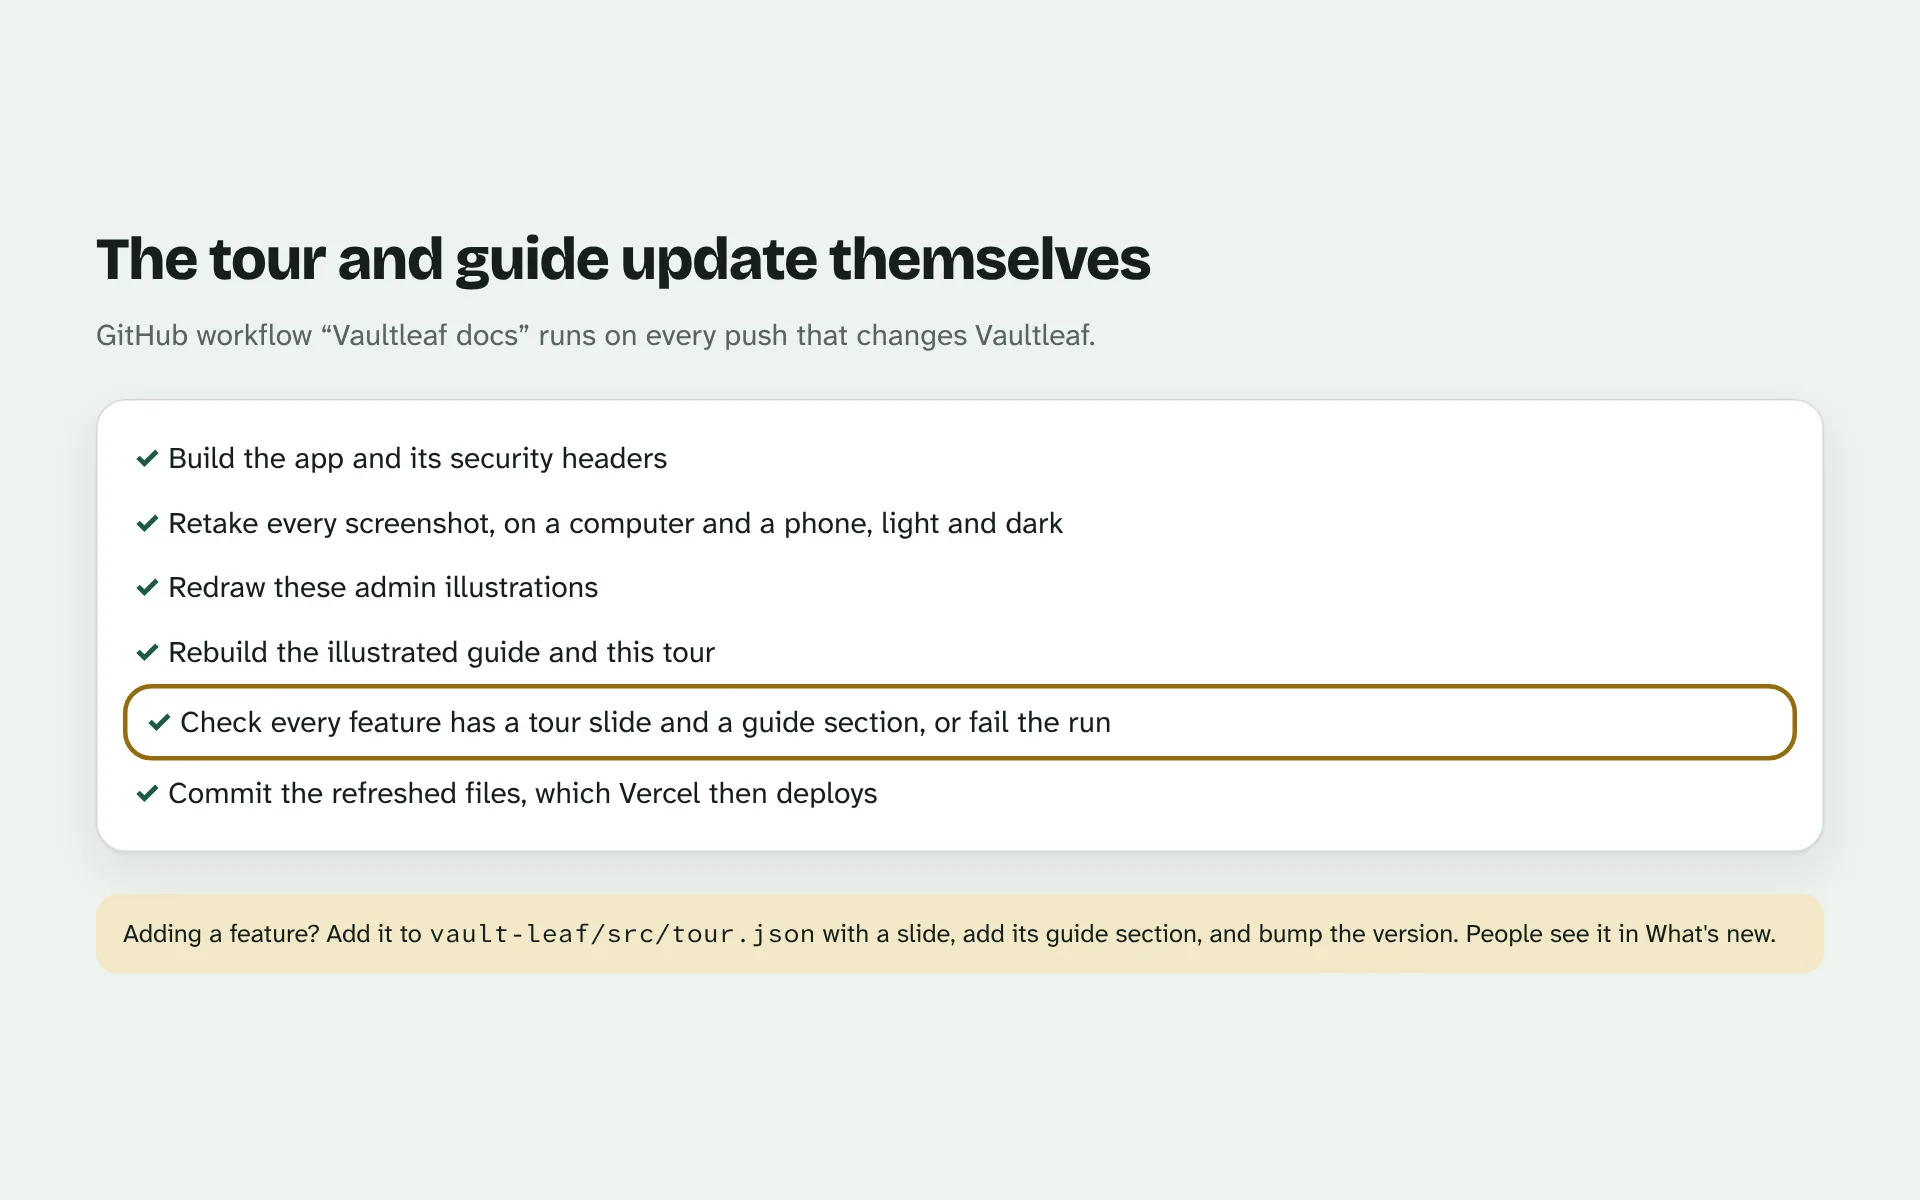 The tour and guide update themselves
GitHub workflow “Vaultleaf docs” runs on every push that changes Vaultleaf.
✔ Build the app and its security headers
✔ Retake every screenshot, on a computer and a phone, light and dark
✔ Redraw these admin illustrations
✔ Rebuild the illustrated guide and this tour
✔ Check every feature has a tour slide and a guide section, or fail the run
✔ Commit the refreshed files, which Vercel then deploys
Adding a feature? Add it to vault-leaf/src/tour.json with a slide, add its guide section, and bump the version. People see it in What's new.